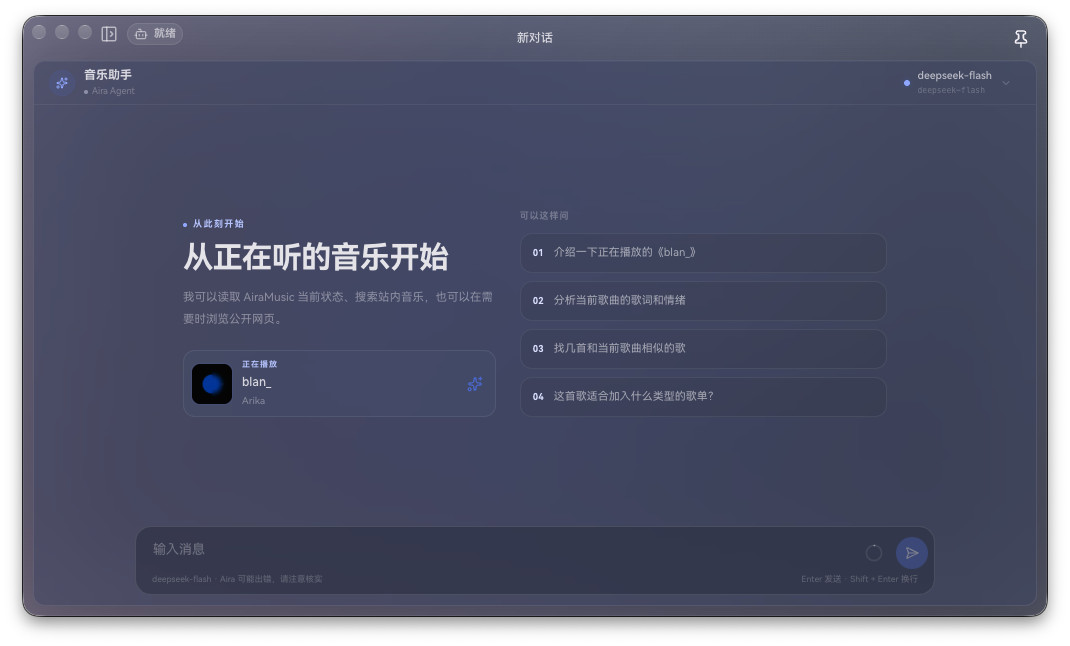 就绪
新对话
音乐助手
Aira Agent
deepseek-flash
deepseek-flash
从此刻开始
从正在听的音乐开始
我可以读取 AiraMusic 当前状态、搜索站内音乐，也可以在需
要时浏览公开网页。
正在播放
blan_
Arika
可以这样问
01 介绍一下正在播放的《blan_》
02 分析当前歌曲的歌词和情绪
03 找几首和当前歌曲相似的歌
04 这首歌适合加入什么类型的歌单？
输入消息
deepseek-flash · Aira 可能出错，请注意核实
Enter 发送 · Shift + Enter 换行